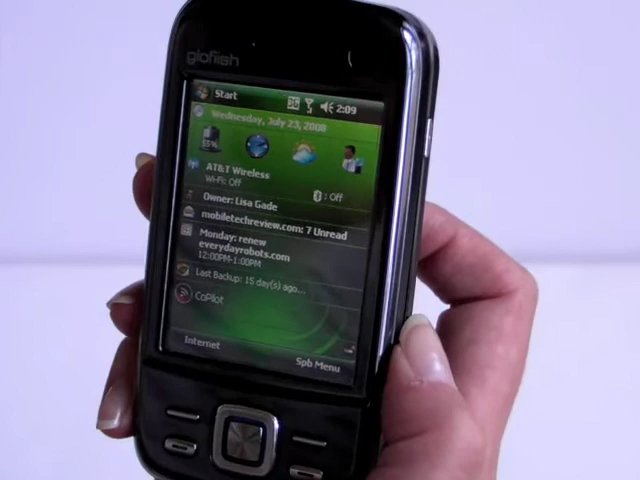 glofiish
Start 3G 2:09
Wednesday, July 23, 2008
55%
AT&T Wireless
Wi-Fi: Off : Off
Owner: Lisa Gade
mobiletechreview.com: 7 Unread
Monday: renew
everydayrobots.com
12:00PM-1:00PM
Last Backup: 15 day(s) ago...
CoPilot
Internet Spb Menu